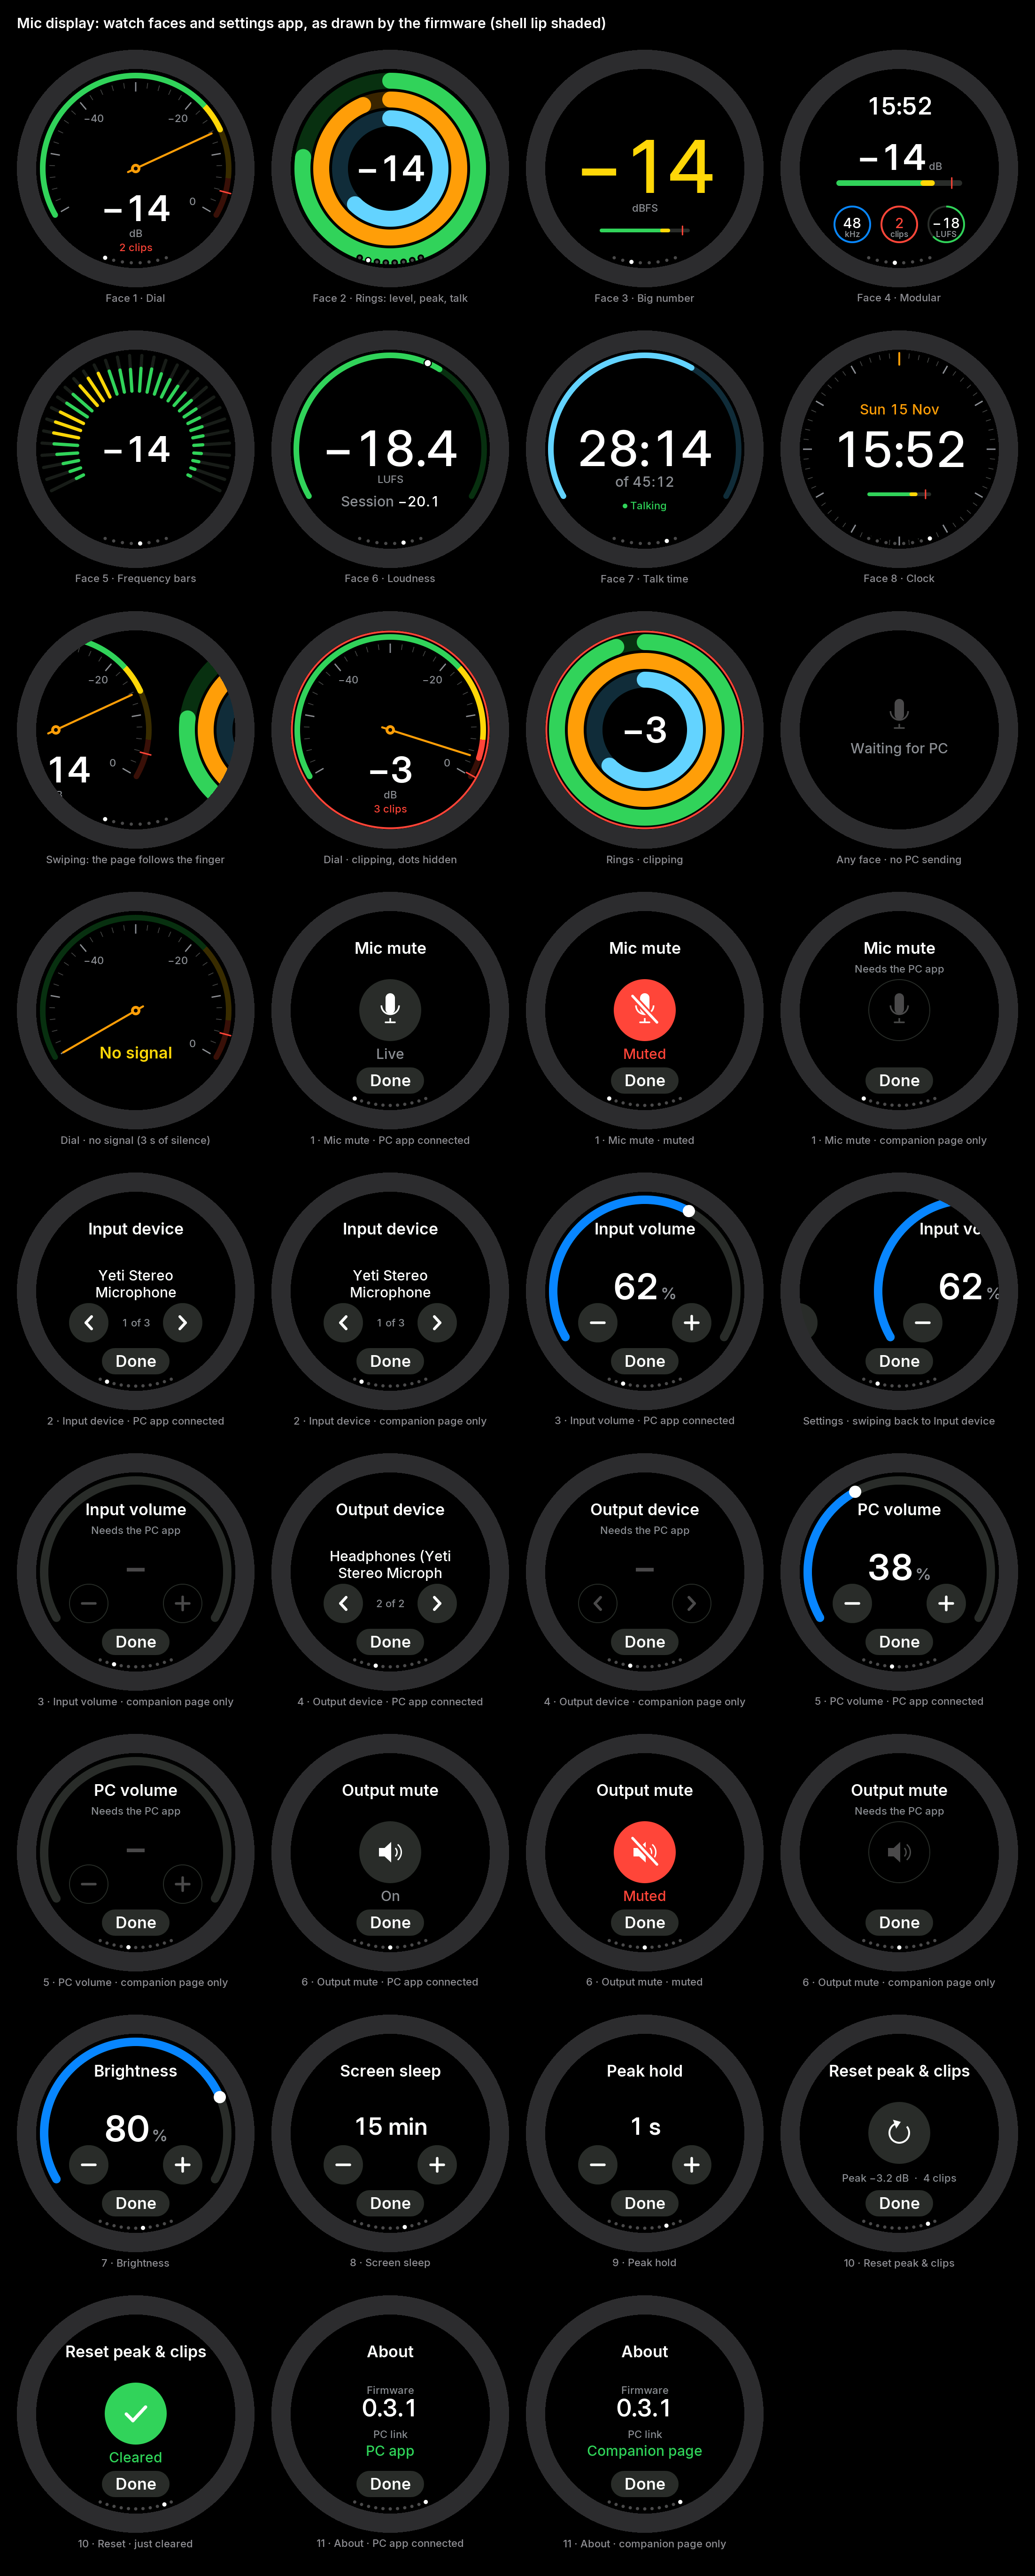 Mic display: watch faces and settings app, as drawn by the firmware (shell lip shaded)
−40
−20
0
−14
dB
2 clips
Face 1 · Dial
−14
Face 2 · Rings: level, peak, talk
−14
dBFS
Face 3 · Big number
15:52
−14 dB
48 kHz
2 clips
−18 LUFS
Face 4 · Modular
−14
Face 5 · Frequency bars
−18.4
LUFS
Session −20.1
Face 6 · Loudness
28:14
of 45:12
Talking
Face 7 · Talk time
Sun 15 Nov
15:52
Face 8 · Clock
−20
0
14
Swiping: the page follows the finger
−40
−20
0
−3
dB
3 clips
Dial · clipping, dots hidden
−3
Rings · clipping
Waiting for PC
Any face · no PC sending
−40
−20
0
No signal
Dial · no signal (3 s of silence)
Mic mute
Live
Done
1 · Mic mute · PC app connected
Mic mute
Muted
Done
1 · Mic mute · muted
Mic mute
Needs the PC app
Done
1 · Mic mute · companion page only
Input device
Yeti Stereo
Microphone
1 of 3
Done
2 · Input device · PC app connected
Input device
Yeti Stereo
Microphone
1 of 3
Done
2 · Input device · companion page only
Input volume
62 %
Done
3 · Input volume · PC app connected
Input vo
62 %
Done
Settings · swiping back to Input device
Input volume
Needs the PC app
–
Done
3 · Input volume · companion page only
Output device
Headphones (Yeti
Stereo Microph
2 of 2
Done
4 · Output device · PC app connected
Output device
Needs the PC app
–
Done
4 · Output device · companion page only
PC volume
38 %
Done
5 · PC volume · PC app connected
PC volume
Needs the PC app
–
Done
5 · PC volume · companion page only
Output mute
On
Done
6 · Output mute · PC app connected
Output mute
Muted
Done
6 · Output mute · muted
Output mute
Needs the PC app
Done
6 · Output mute · companion page only
Brightness
80 %
Done
7 · Brightness
Screen sleep
15 min
Done
8 · Screen sleep
Peak hold
1 s
Done
9 · Peak hold
Reset peak & clips
Peak −3.2 dB · 4 clips
Done
10 · Reset peak & clips
Reset peak & clips
Cleared
Done
10 · Reset · just cleared
About
Firmware
0.3.1
PC link
PC app
Done
11 · About · PC app connected
About
Firmware
0.3.1
PC link
Companion page
Done
11 · About · companion page only